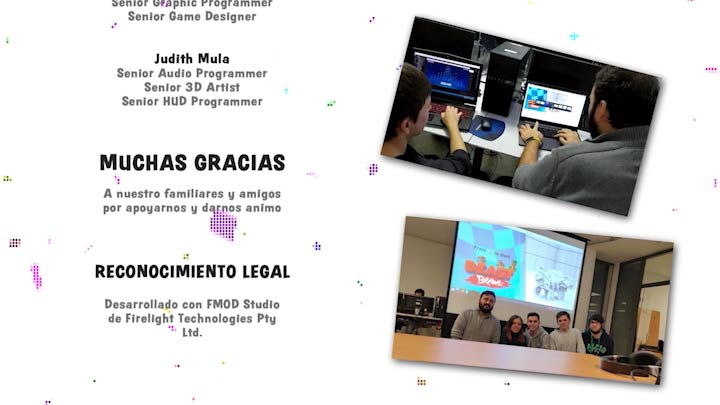 Senior Graphic Programmer
Senior Game Designer
Judith Mula
Senior Audio Programmer
Senior 3D Artist
Senior HUD Programmer
MUCHAS GRACIAS
A nuestro familiares y amigos
por apoyarnos y darnos animo
RECONOCIMIENTO LEGAL
Desarrollado con FMOD Studio
de Firelight Technologies Pty
Ltd.
BRAWL